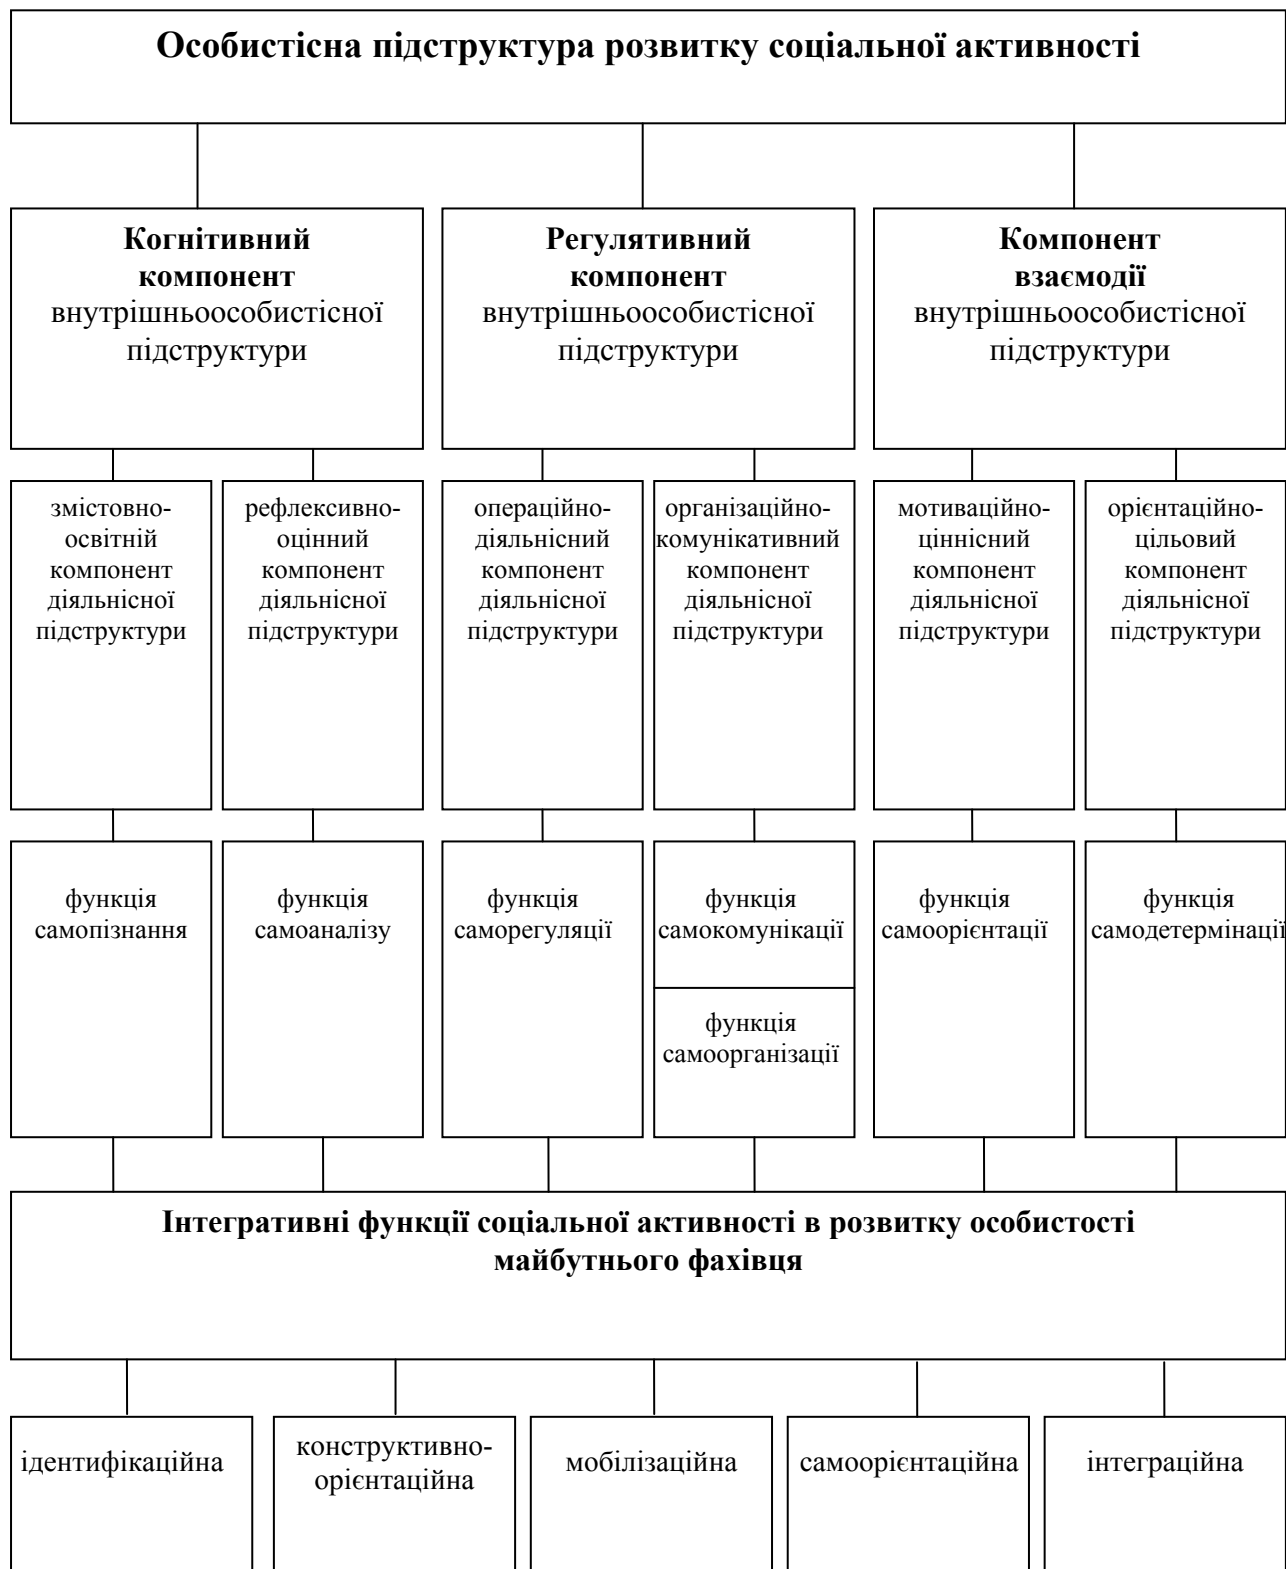 Особистісна підструктура розвитку соціальної активності
Когнітивний
компонент
внутрішньоособистісної
підструктури
Регулятивний
компонент
внутрішньоособистісної
підструктури
Компонент
взаємодії
внутрішньоособистісної
підструктури
змістовно-
освітній
компонент
діяльнісної
підструктури
рефлексивно-
оцінний
компонент
діяльнісної
підструктури
операційно-
діяльнісний
компонент
діяльнісної
підструктури
організаційно-
комунікативний
компонент
діяльнісної
підструктури
мотиваційно-
ціннісний
компонент
діяльнісної
підструктури
орієнтаційно-
цільовий
компонент
діяльнісної
підструктури
функція
самопізнання
функція
самоаналізу
функція
саморегуляції
функція
самокомунікації
функція
самоорганізації
функція
самоорієнтації
функція
самодетермінації
Інтегративні функції соціальної активності в розвитку особистості
майбутнього фахівця
ідентифікаційна
конструктивно-
орієнтаційна
мобілізаційна
самоорієнтаційна
інтеграційна